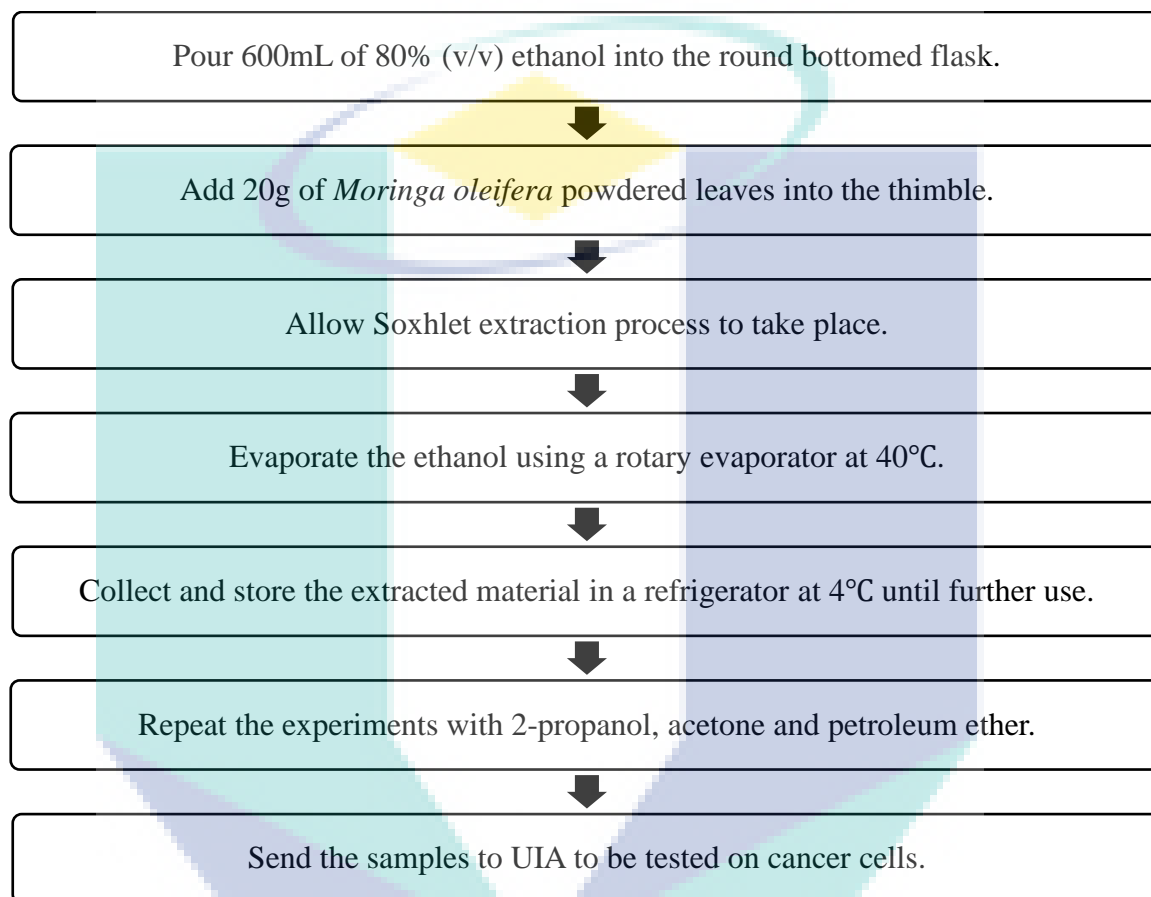 Pour 600mL of 80% (v/v) ethanol into the round bottomed flask.
Add 20g of Moringa oleifera powdered leaves into the thimble.
Allow Soxhlet extraction process to take place.
Evaporate the ethanol using a rotary evaporator at 40℃.
Collect and store the extracted material in a refrigerator at 4℃ until further use.
Repeat the experiments with 2-propanol, acetone and petroleum ether.
Send the samples to UIA to be tested on cancer cells.